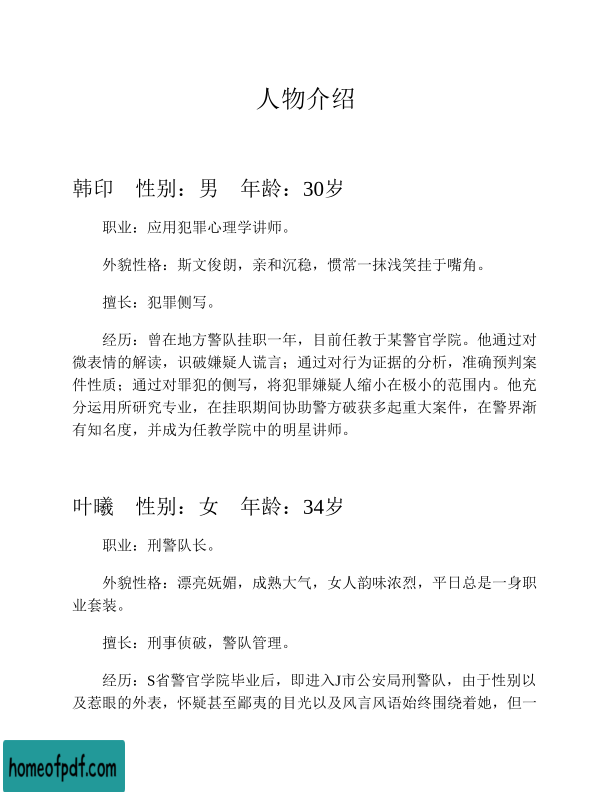 人物介绍
韩印 性别：男 年龄：30岁
职业：应用犯罪心理学讲师。
外貌性格：斯文俊朗，亲和沉稳，惯常一抹浅笑挂于嘴角。
擅长：犯罪侧写。
经历：曾在地方警队挂职一年，目前任教于某警官学院。他通过对
微表情的解读，识破嫌疑人谎言；通过对行为证据的分析，准确预判案
件性质；通过对罪犯的侧写，将犯罪嫌疑人缩小在极小的范围内。他充
分运用所研究专业，在挂职期间协助警方破获多起重大案件，在警界渐
有知名度，并成为任教学院中的明星讲师。
叶曦 性别：女 年龄：34岁
职业：刑警队长。
外貌性格：漂亮妩媚，成熟大气，女人韵味浓烈，平日总是一身职
业套装。
擅长：刑事侦破，警队管理。
经历：S省警官学院毕业后，即进入J市公安局刑警队，由于性别以
及惹眼的外表，怀疑甚至鄙夷的目光以及风言风语始终围绕着她，但一
homeofpdf.com